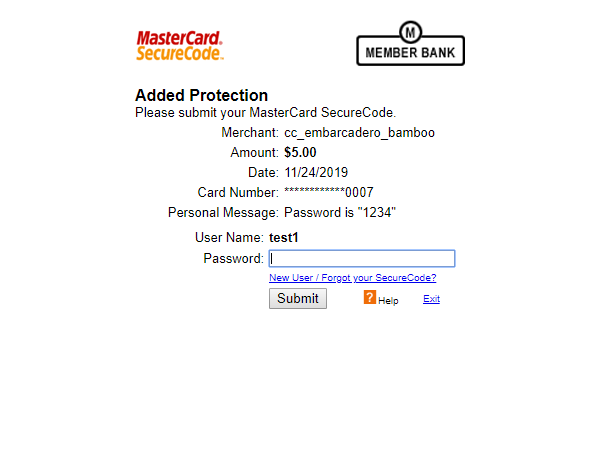 MasterCard.
SecureCode™
M
MEMBER BANK
Added Protection
Please submit your MasterCard SecureCode.
Merchant: cc_embarcadero_bamboo
Amount: $5.00
Date: 11/24/2019
Card Number: ************0007
Personal Message: Password is "1234"
User Name: test1
Password:
New User / Forgot your SecureCode?
Submit ? Help Exit